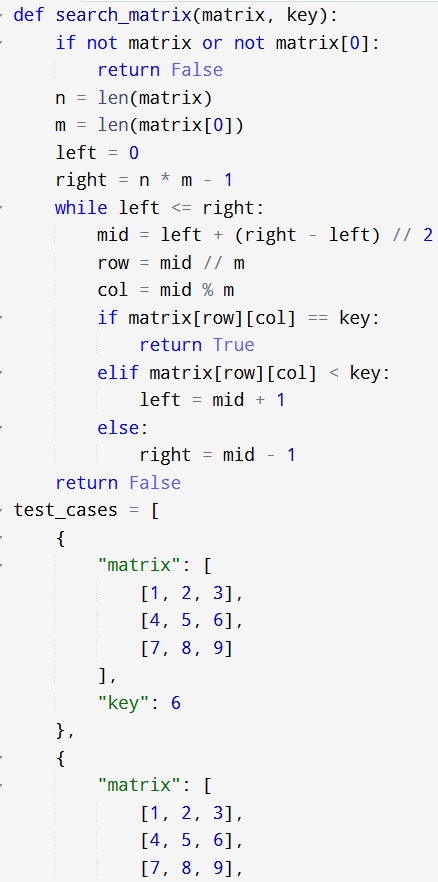 def search_matrix(matrix, key):
    if not matrix or not matrix[0]:
        return False
    n = len(matrix)
    m = len(matrix[0])
    left = 0
    right = n * m - 1
    while left <= right:
        mid = left + (right - left) // 2
        row = mid // m
        col = mid % m
        if matrix[row][col] == key:
            return True
        elif matrix[row][col] < key:
            left = mid + 1
        else:
            right = mid - 1
    return False
test_cases = [
    {
        "matrix": [
            [1, 2, 3],
            [4, 5, 6],
            [7, 8, 9]
        ],
        "key": 6
    },
    {
        "matrix": [
            [1, 2, 3],
            [4, 5, 6],
            [7, 8, 9],